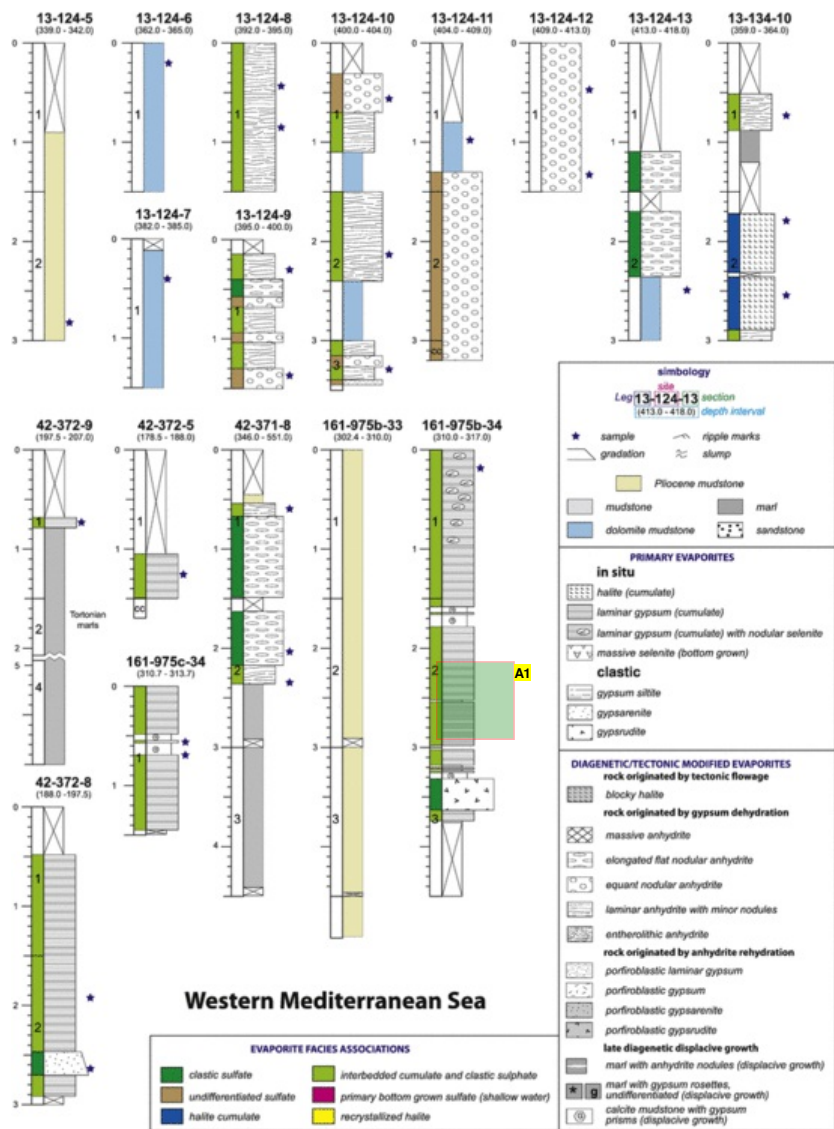 13-124-5
(339.0 - 342.0)
13-124-6
(362.0 - 365.0)
13-124-8
(392.0 - 395.0)
13-124-10
(400.0 - 404.0)
13-124-11
(404.0 - 409.0)
13-124-12
(409.0 - 413.0)
13-124-13
(413.0 - 418.0)
13-134-10
(359.0 - 364.0)
0
1
2
3
13-124-7
(382.0 - 385.0)
13-124-9
(395.0 - 400.0)
cc
42-372-9
(197.5 - 207.0)
Tortonian
marts
42-372-5
(178.5 - 188.0)
cc
42-371-8
(346.0 - 551.0)
161-975b-33
(302.4 - 310.0)
161-975b-34
(310.0 - 317.0)
A1
161-975c-34
(310.7 - 313.7)
42-372-8
(188.0 -197.5)
Western Mediterranean Sea
EVAPORITE FACIES ASSOCIATIONS
clastic sulfate
undifferentiated sulfate
halite cumulate
interbedded cumulate and clastic sulphate
primary bottom grown sulfate (shallow water)
recrystallized halite
simbology
site
Leg 13-124-13 section
(413.0 - 418.0) depth interval
sample
ripple marks
gradation
slump
Pliocene mudstone
mudstone
marl
dolomite mudstone
sandstone
PRIMARY EVAPORITES
in situ
halite (cumulate)
laminar gypsum (cumulate)
laminar gypsum (cumulate) with nodular selenite
massive selenite (bottom grown)
clastic
gypsum siltite
gypsarenite
gypsrudite
DIAGENETIC/TECTONIC MODIFIED EVAPORITES
rock originated by tectonic flowage
blocky halite
rock originated by gypsum dehydration
massive anhydrite
elongated flat nodular anhydrite
equant nodular anhydrite
laminar anhydrite with minor nodules
entherolithic anhydrite
rock originated by anhydrite rehydration
porfiroblastic laminar gypsum
porfiroblastic gypsum
porfiroblastic gypsarenite
porfiroblastic gypsrudite
late diagenetic displacive growth
marl with anhydrite nodules (displacive growth)
marl with gypsum rosettes,
undifferentiated (displacive growth)
calcite mudstone with gypsum
prisms (displacive growth)